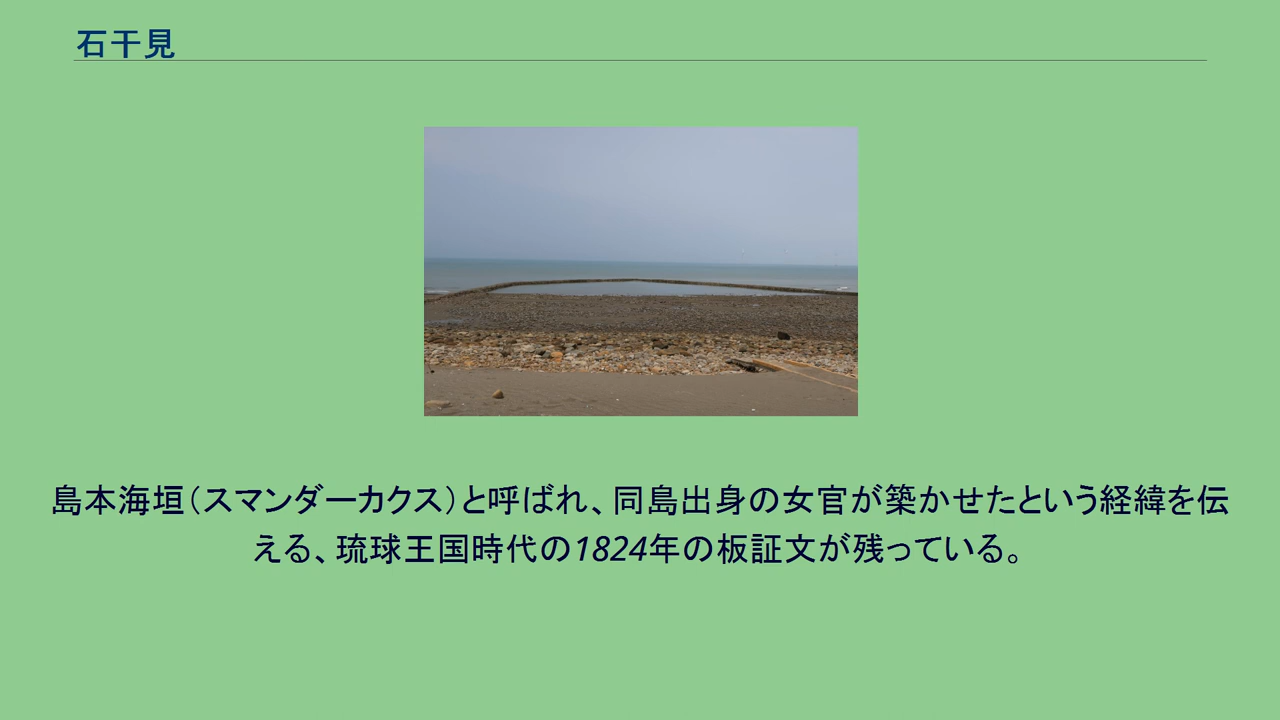 石干見
島本海垣（スマンダーカクス）と呼ばれ、同島出身の女官が築かせたという経緯を伝
える、琉球王国時代の1824年の板証文が残っている。